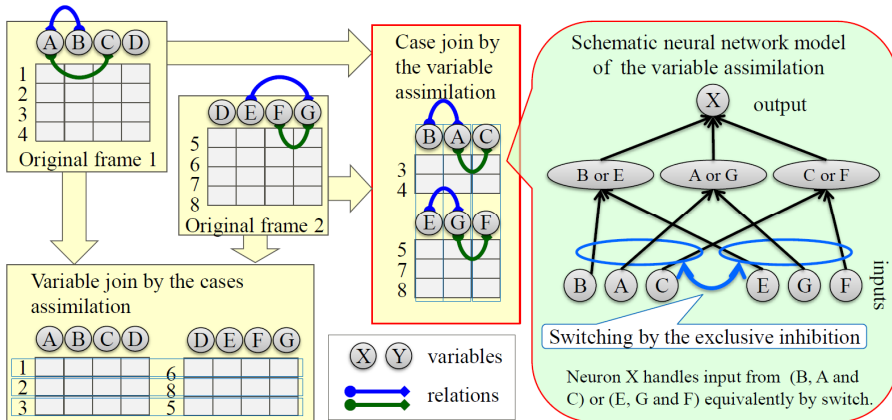 A B C D
1
2
3
4
Original frame 1
D E F G
5
6
7
8
Original frame 2
Case join by
the variable
assimilation
B A C
3
4
E G F
5
7
8
Variable join by the cases
assimilation
A B C D
D E F G
1 6
2 8
3 5
X Y variables
relations
Schematic neural network model
of the variable assimilation
X output
B or E A or G C or F
B A C E G F
inputs
Switching by the exclusive inhibition
Neuron X handles input from (B, A and
C) or (E, G and F) equivalently by switch.